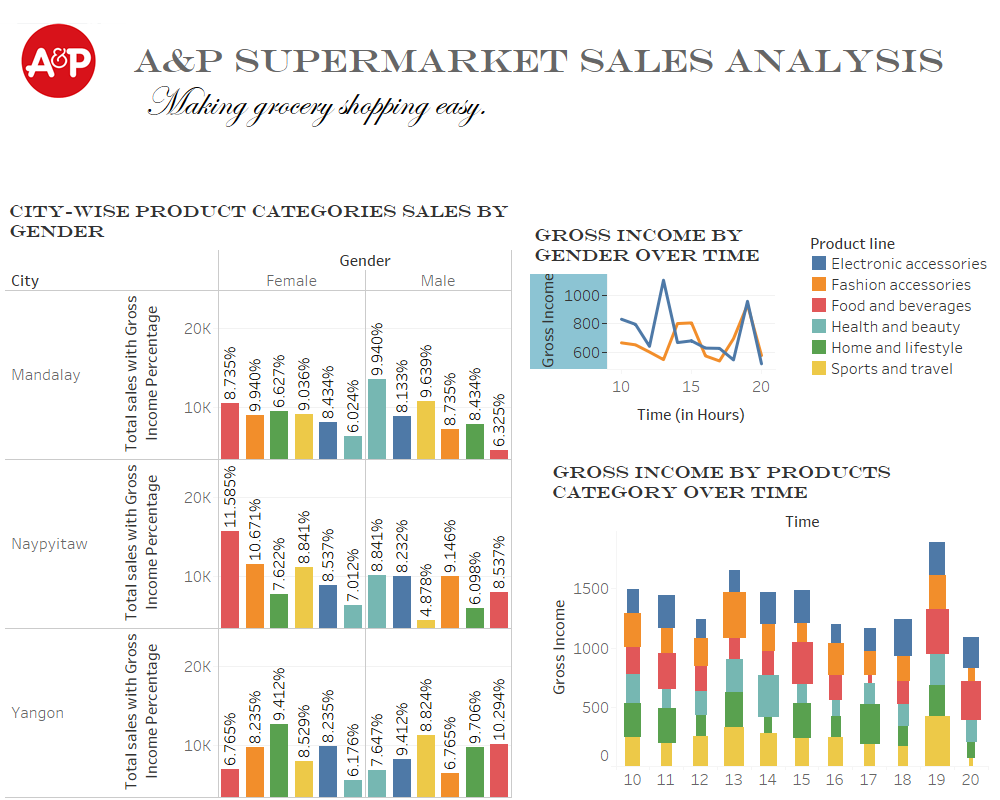 A&P
A&P SUPERMARKET SALES ANALYSIS
Making grocery shopping easy.
CITY-WISE PRODUCT CATEGORIES SALES BY
GENDER
Gender
City
Female
Male
Mandalay
Total sales with Gross
Income Percentage
20K
10K
8.735%
9.940%
6.627%
9.036%
8.434%
6.024%
9.940%
8.133%
9.639%
8.735%
8.434%
6.325%
Naypyitaw
Total sales with Gross
Income Percentage
20K
10K
11.585%
10.671%
7.622%
8.841%
8.537%
7.012%
8.841%
8.232%
4.878%
9.146%
6.098%
8.537%
Yangon
Total sales with Gross
Income Percentage
20K
10K
6.765%
8.235%
9.412%
8.529%
8.235%
6.176%
7.647%
9.412%
8.824%
6.765%
9.706%
10.294%
GROSS INCOME BY
GENDER OVER TIME
Gross Income
1000
800
600
10
15
20
Time (in Hours)
Product line
Electronic accessories
Fashion accessories
Food and beverages
Health and beauty
Home and lifestyle
Sports and travel
GROSS INCOME BY PRODUCTS
CATEGORY OVER TIME
Time
Gross Income
1500
1000
500
0
10
11
12
13
14
15
16
17
18
19
20